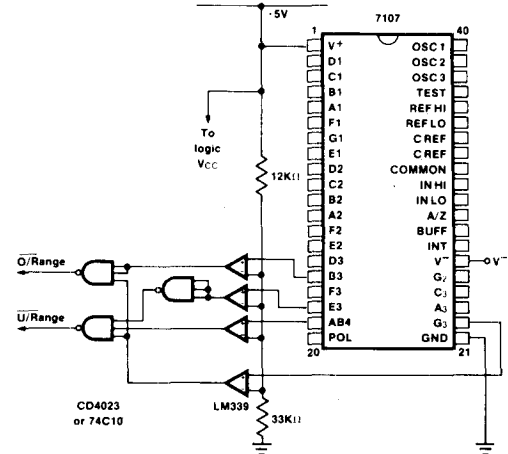 ·5V
7107
1
40
V+
D1
C1
B1
A1
F1
G1
E1
D2
C2
B2
A2
F2
E2
D3
B3
F3
E3
AB4
POL
20
OSC 1
OSC 2
OSC 3
TEST
REF HI
REF LO
C REF
C REF
COMMON
IN HI
IN LO
A/Z
BUFF
INT
V−
G2
C3
A3
G3
GND
21
V−
To
logic
VCC
12KΩ
O/Range
U/Range
CD4023
or 74C10
LM339
33KΩ